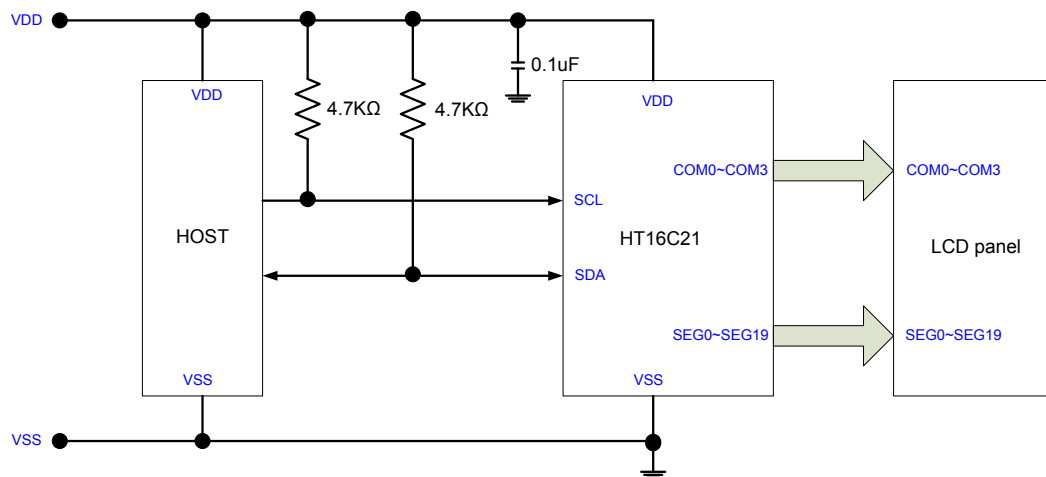 VDD
0.1uF
VDD
4.7KΩ
4.7KΩ
VDD
COM0~COM3
COM0~COM3
SCL
HOST
HT16C21
LCD panel
SDA
SEG0~SEG19
SEG0~SEG19
VSS
VSS
VSS